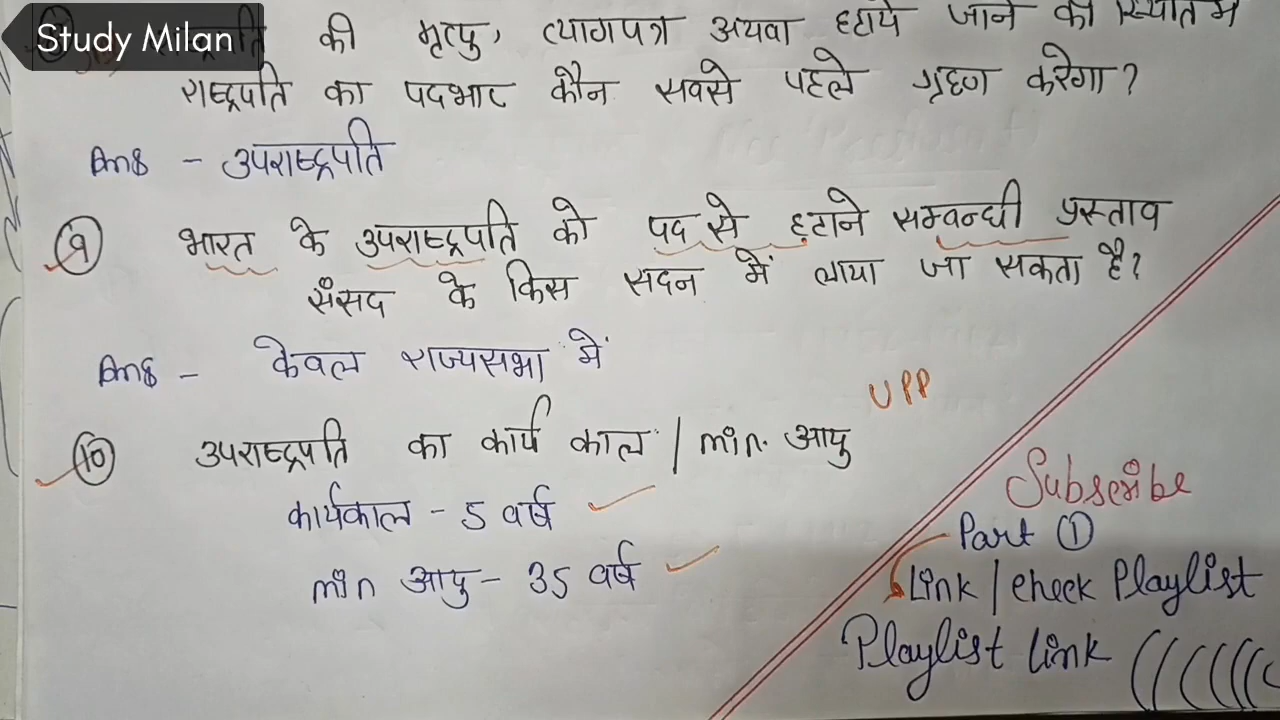 Study Milan
की मृत्यु, त्यागपत्र अथवा हटाये जाने की स्थिति में
राष्ट्रपति का पदभार कौन सबसे पहले ग्रहण करेगा?
Ans - उपराष्ट्रपति
9 भारत के उपराष्ट्रपति को पद से हटाने सम्बन्धी प्रस्ताव
संसद के किस सदन में लाया जा सकता है?
Ans - केवल राज्यसभा में
UPP
10 उपराष्ट्रपति का कार्य काल / min. आयु
कार्यकाल - 5 वर्ष
min आयु - 35 वर्ष
Subscribe
Part 1
Link / check Playlist
Playlist link